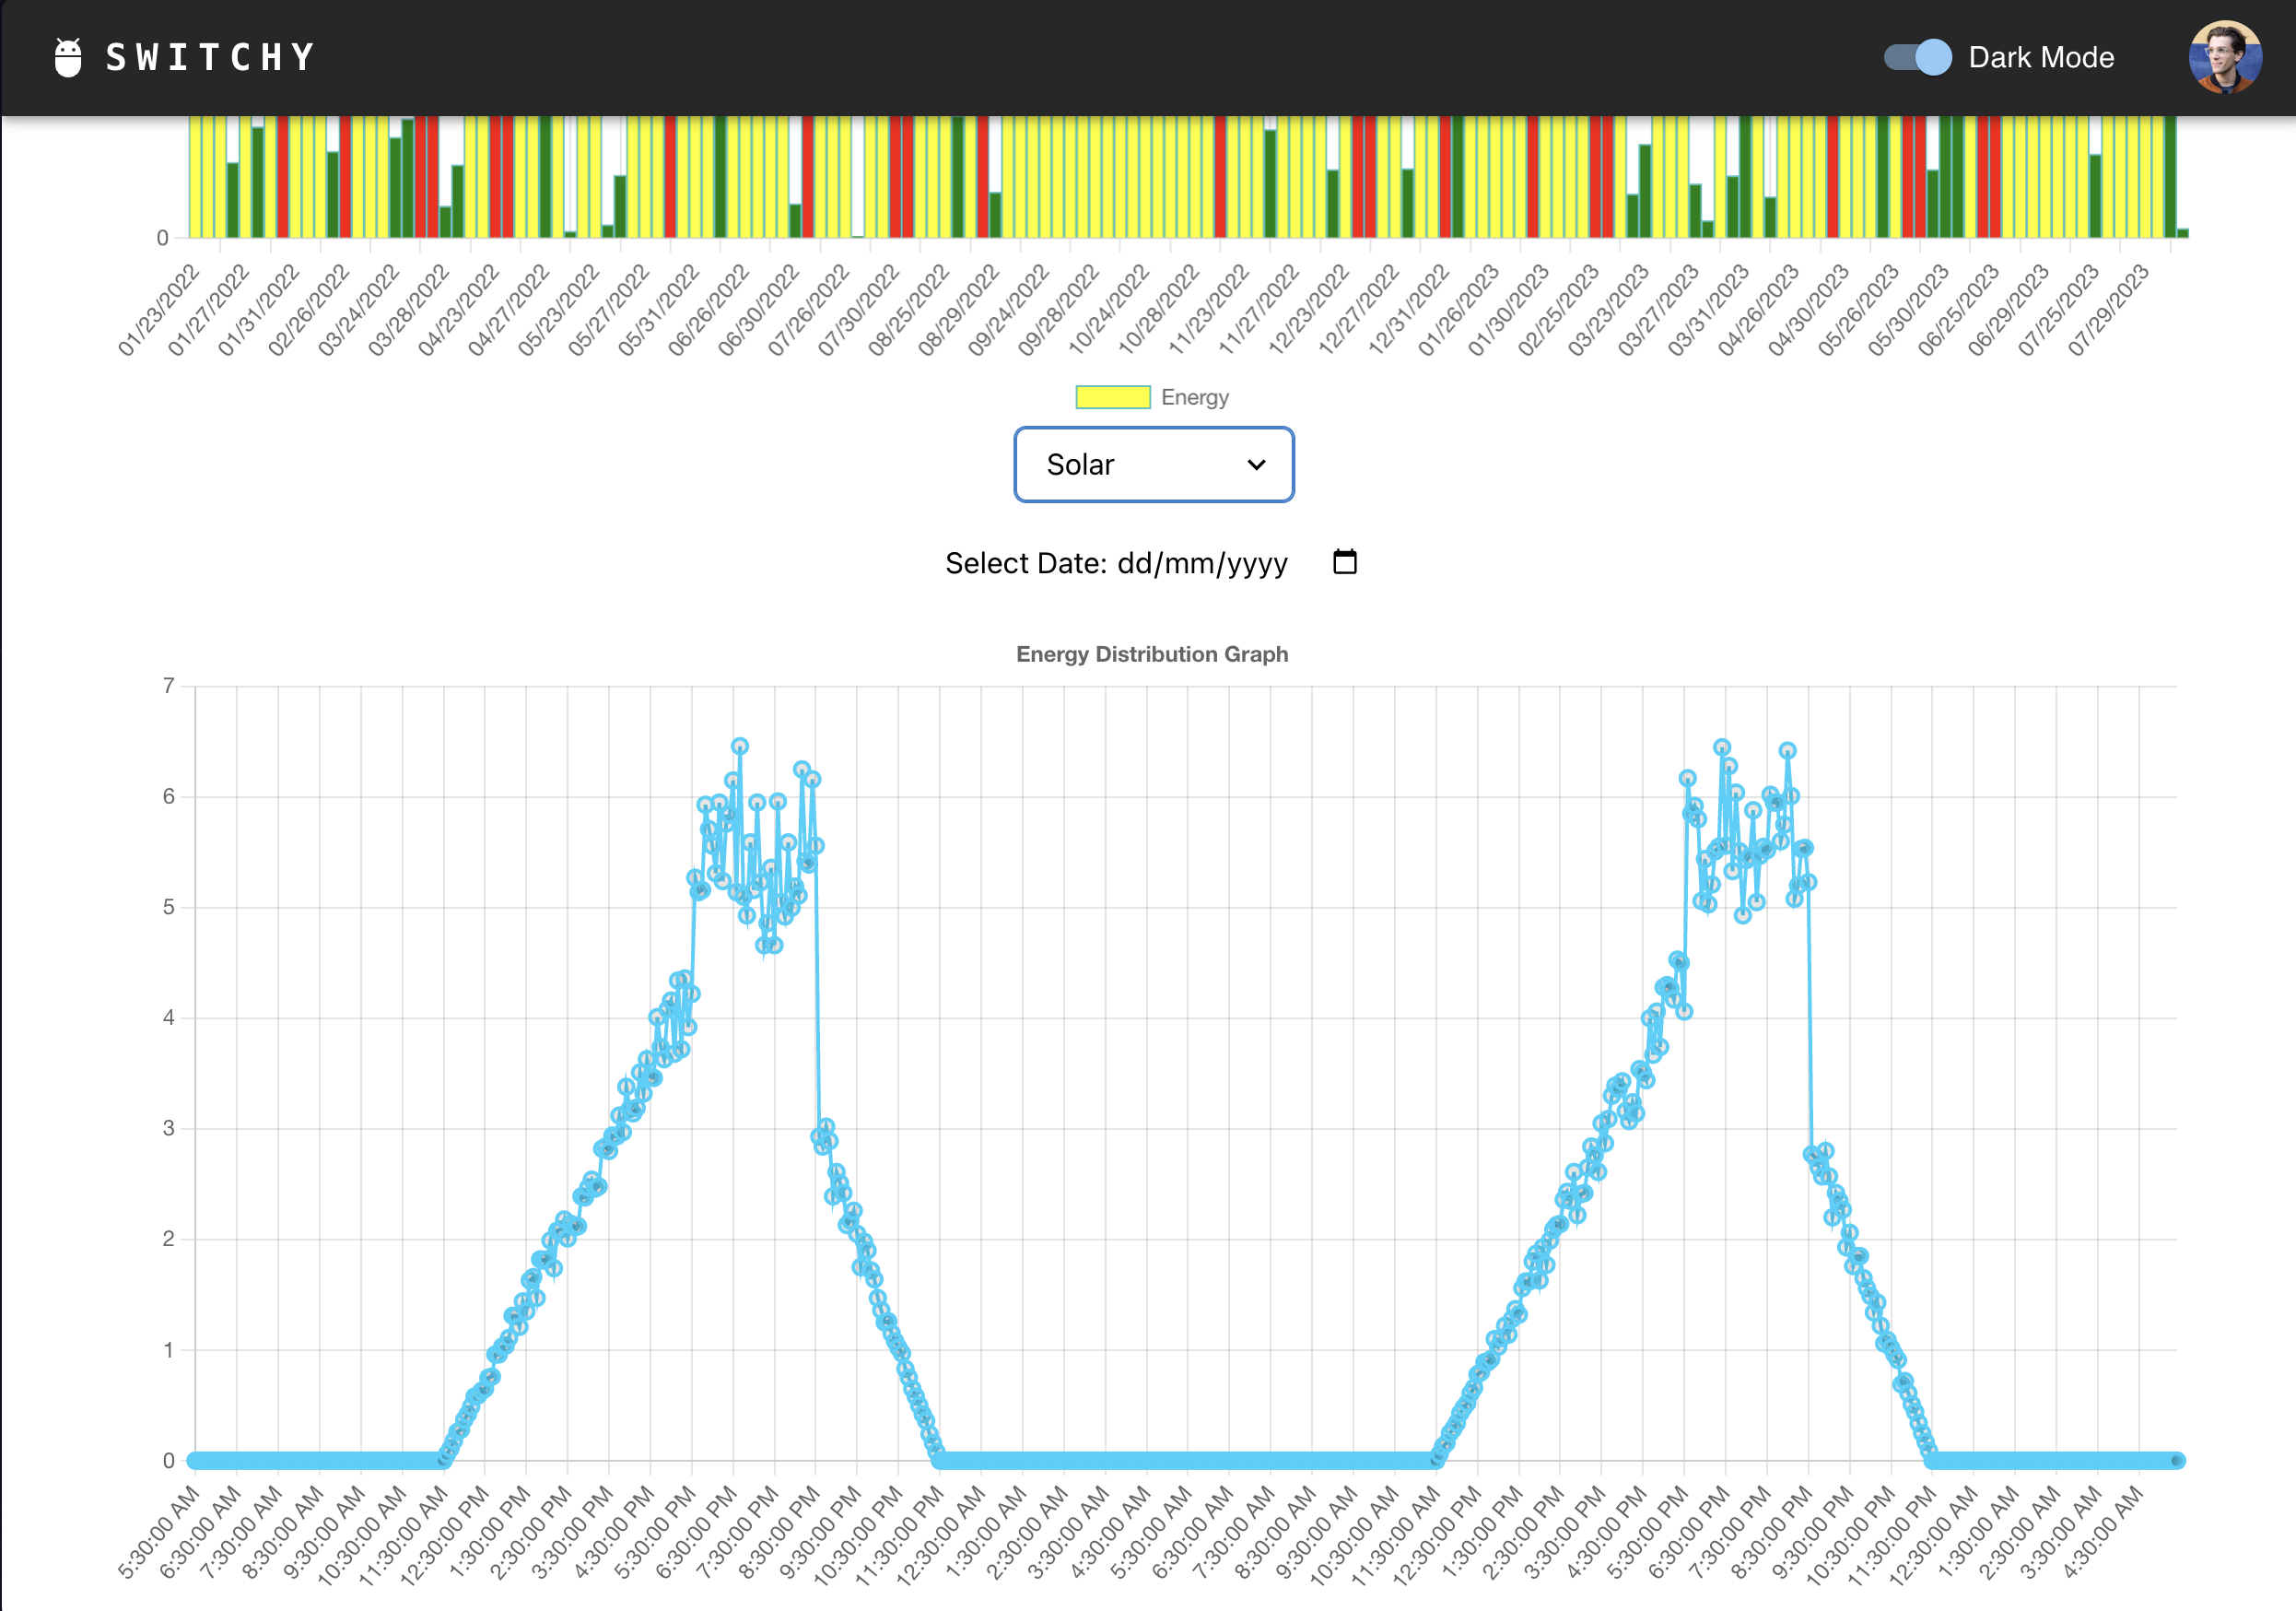 SWITCHY
Dark Mode
0
01/23/2022
01/27/2022
01/31/2022
02/26/2022
03/24/2022
03/28/2022
04/23/2022
04/27/2022
05/23/2022
05/27/2022
05/31/2022
06/26/2022
06/30/2022
07/26/2022
07/30/2022
08/25/2022
08/29/2022
09/24/2022
09/28/2022
10/24/2022
10/28/2022
11/23/2022
11/27/2022
12/23/2022
12/27/2022
12/31/2022
01/26/2023
01/30/2023
02/25/2023
03/23/2023
03/27/2023
03/31/2023
04/26/2023
04/30/2023
05/26/2023
05/30/2023
06/25/2023
06/29/2023
07/25/2023
07/29/2023
Energy
Solar
Select Date: dd/mm/yyyy
Energy Distribution Graph
7
6
5
4
3
2
1
0
5:30:00 AM
6:30:00 AM
7:30:00 AM
8:30:00 AM
9:30:00 AM
10:30:00 AM
11:30:00 AM
12:30:00 PM
1:30:00 PM
2:30:00 PM
3:30:00 PM
4:30:00 PM
5:30:00 PM
6:30:00 PM
7:30:00 PM
8:30:00 PM
9:30:00 PM
10:30:00 PM
11:30:00 PM
12:30:00 AM
1:30:00 AM
2:30:00 AM
3:30:00 AM
4:30:00 AM
5:30:00 AM
6:30:00 AM
7:30:00 AM
8:30:00 AM
9:30:00 AM
10:30:00 AM
11:30:00 AM
12:30:00 PM
1:30:00 PM
2:30:00 PM
3:30:00 PM
4:30:00 PM
5:30:00 PM
6:30:00 PM
7:30:00 PM
8:30:00 PM
9:30:00 PM
10:30:00 PM
11:30:00 PM
12:30:00 AM
1:30:00 AM
2:30:00 AM
3:30:00 AM
4:30:00 AM